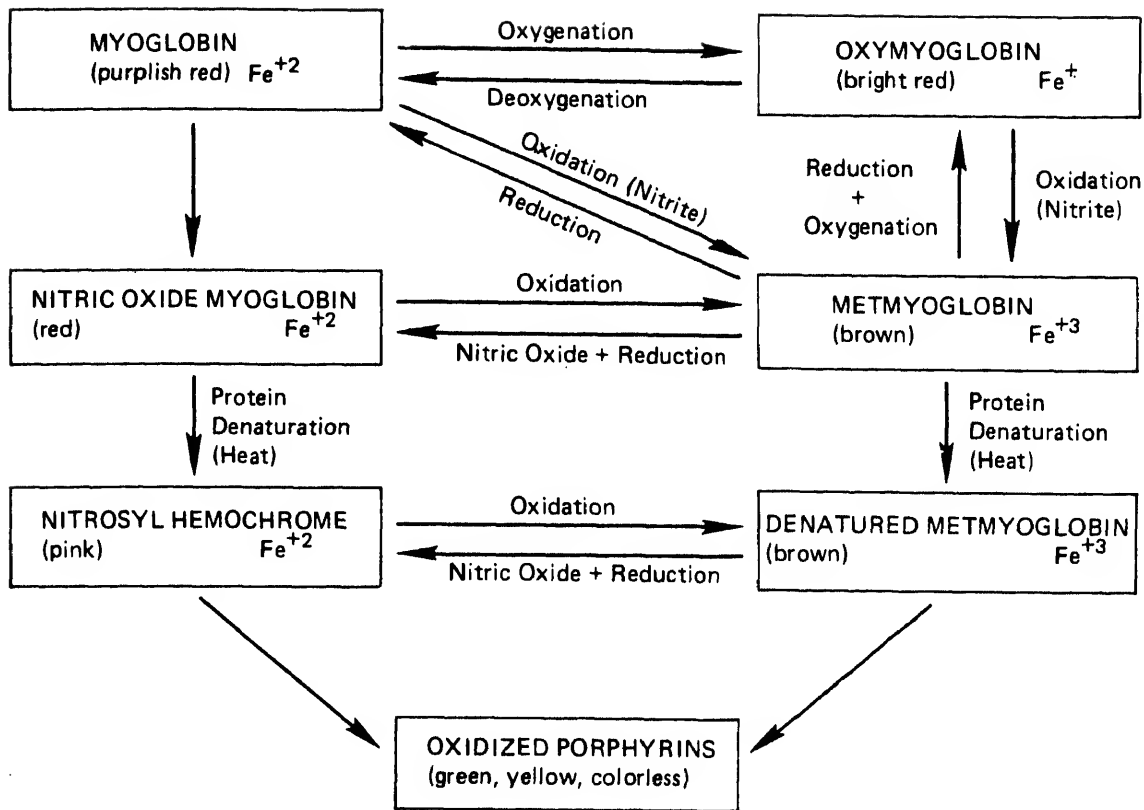 MYOGLOBIN
(purplish red) Fe+2
Oxygenation
Deoxygenation
OXYMYOGLOBIN
(bright red) Fe+
Oxidation (Nitrite)
Reduction
Reduction
+
Oxygenation
Oxidation
(Nitrite)
NITRIC OXIDE MYOGLOBIN
(red) Fe+2
Oxidation
Nitric Oxide + Reduction
METMYOGLOBIN
(brown) Fe+3
Protein
Denaturation
(Heat)
Protein
Denaturation
(Heat)
NITROSYL HEMOCHROME
(pink) Fe+2
Oxidation
Nitric Oxide + Reduction
DENATURED METMYOGLOBIN
(brown) Fe+3
OXIDIZED PORPHYRINS
(green, yellow, colorless)